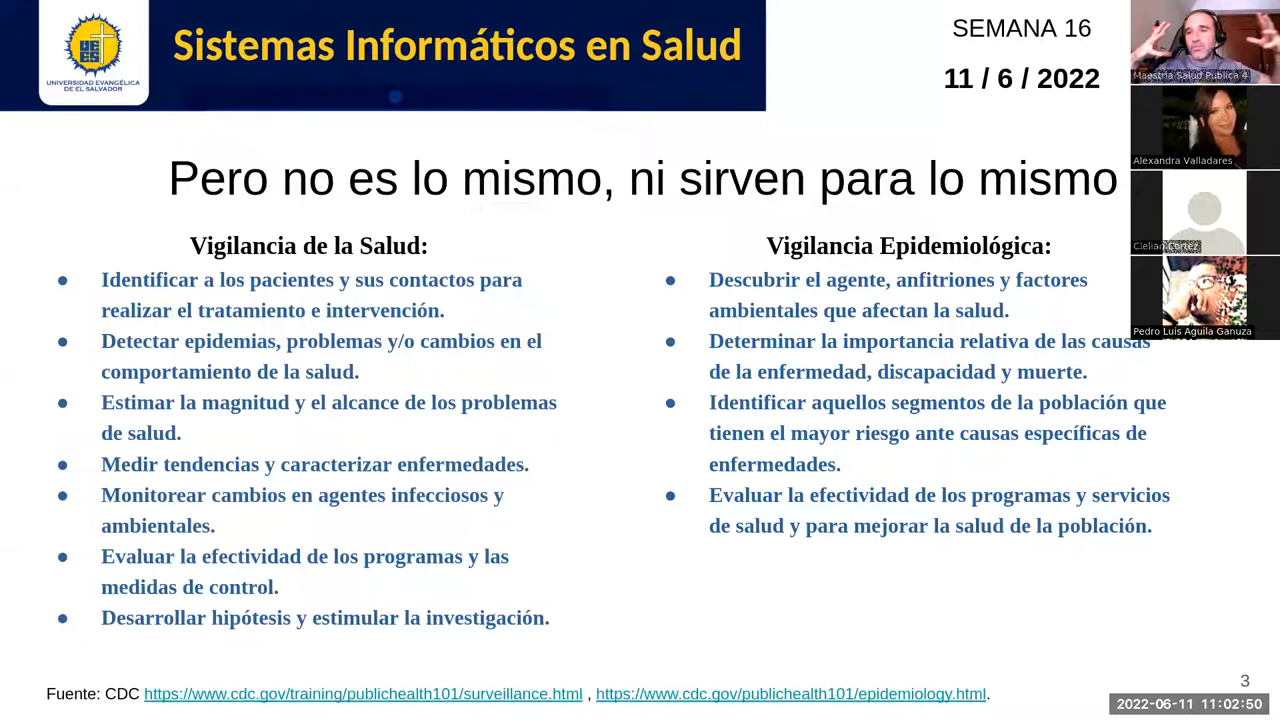 UNIVERSIDAD EVANGÉLICA
DE EL SALVADOR
Sistemas Informáticos en Salud
SEMANA 16
11 / 6 / 2022
Maestria Salud Publica 4
Alexandra Valladares
Cortez
Pedro Luis Aguila Ganuza
Pero no es lo mismo, ni sirven para lo mismo
Vigilancia de la Salud:
● Identificar a los pacientes y sus contactos para
realizar el tratamiento e intervención.
● Detectar epidemias, problemas y/o cambios en el
comportamiento de la salud.
● Estimar la magnitud y el alcance de los problemas
de salud.
● Medir tendencias y caracterizar enfermedades.
● Monitorear cambios en agentes infecciosos y
ambientales.
● Evaluar la efectividad de los programas y las
medidas de control.
● Desarrollar hipótesis y estimular la investigación.
Vigilancia Epidemiológica:
● Descubrir el agente, anfitriones y factores
ambientales que afectan la salud.
● Determinar la importancia relativa de las causas
de la enfermedad, discapacidad y muerte.
● Identificar aquellos segmentos de la población que
tienen el mayor riesgo ante causas específicas de
enfermedades.
● Evaluar la efectividad de los programas y servicios
de salud y para mejorar la salud de la población.
Fuente: CDC https://www.cdc.gov/training/publichealth101/surveillance.html , https://www.cdc.gov/publichealth101/epidemiology.html.
3
2022-06-11 11:02:50